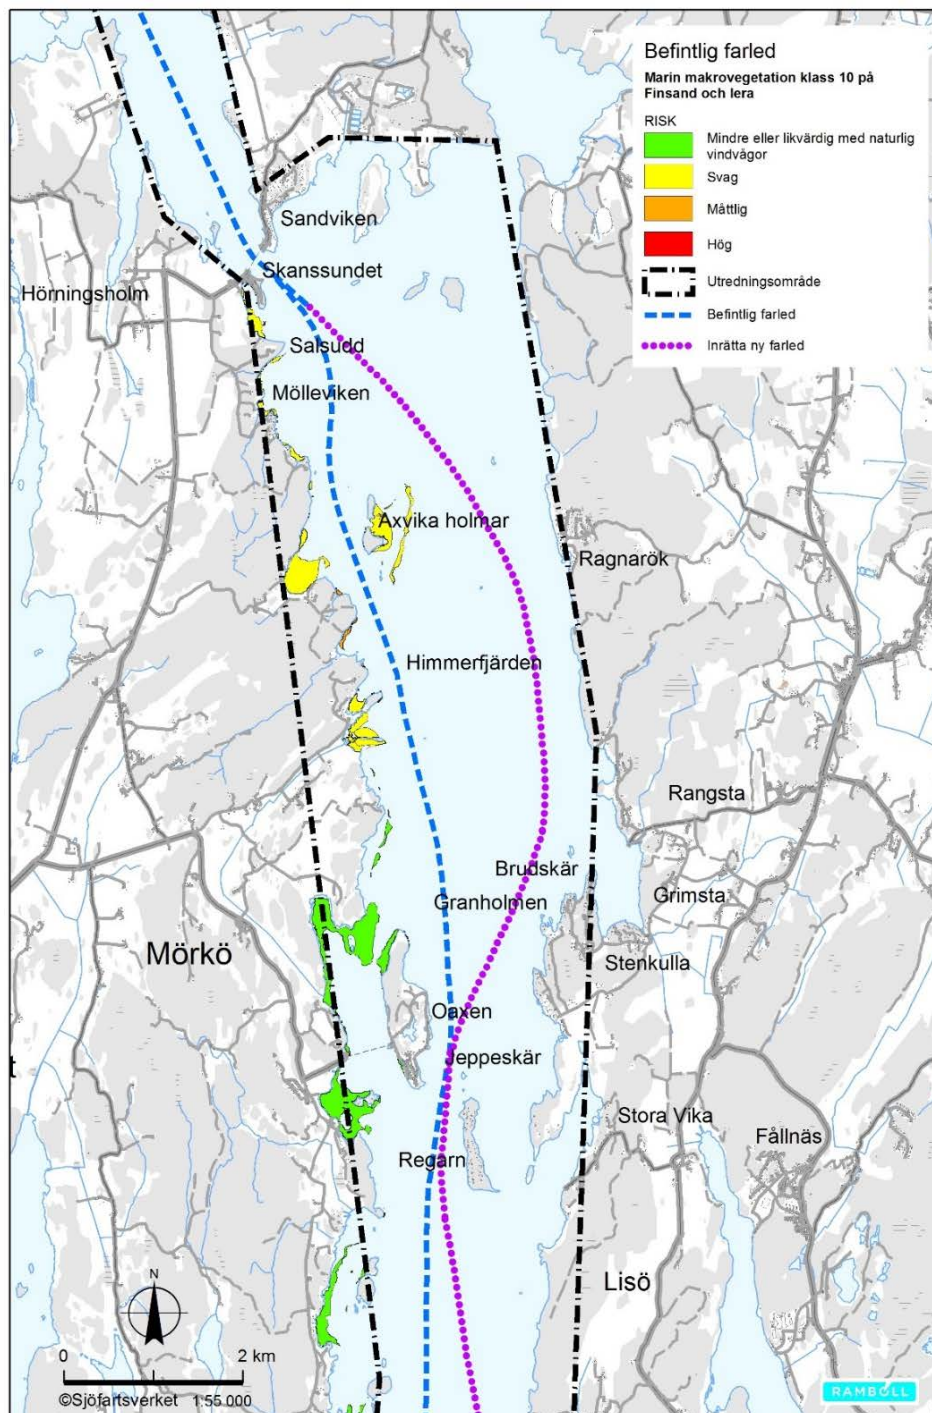 Befintlig farled
Marin makrovegetation klass 10 på
Finsand och lera
RISK
Mindre eller likvärdig med naturlig
vindvågor
Svag
Måttlig
Hög
Utredningsområde
Befintlig farled
Inrätta ny farled
Sandviken
Skanssundet
Hörningsholm
Salsudd
Mölleviken
Axvika holmar
Ragnarök
Himmerfjärden
Rangsta
Brudskär
Granholmen
Grimsta
Mörkö
Stenkulla
Oaxen
Jeppeskär
t
Stora Vika
Fållnäs
Regarn
Lisö
N
0 2 km
©Sjöfartsverket 1:55 000
RAMBOLL